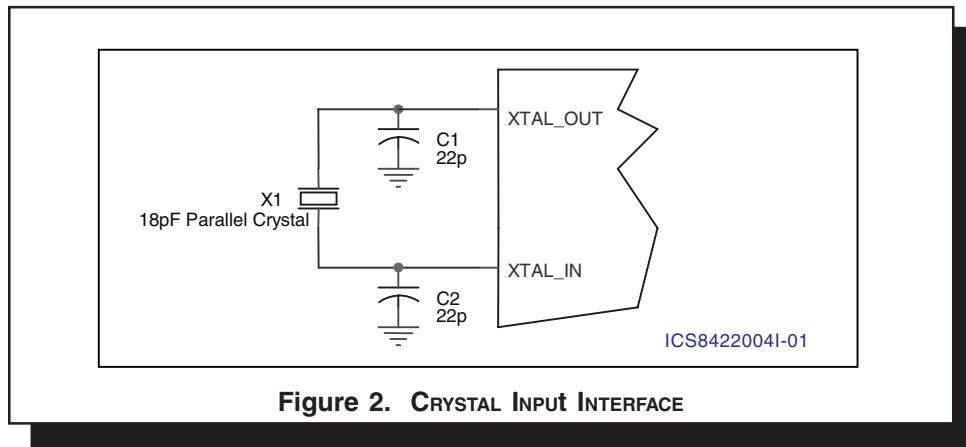 XTAL_OUT
C1
22p
X1
18pF Parallel Crystal
XTAL_IN
C2
22p
ICS8422004I-01
Figure 2. CRYSTAL INPUt INTERFACE